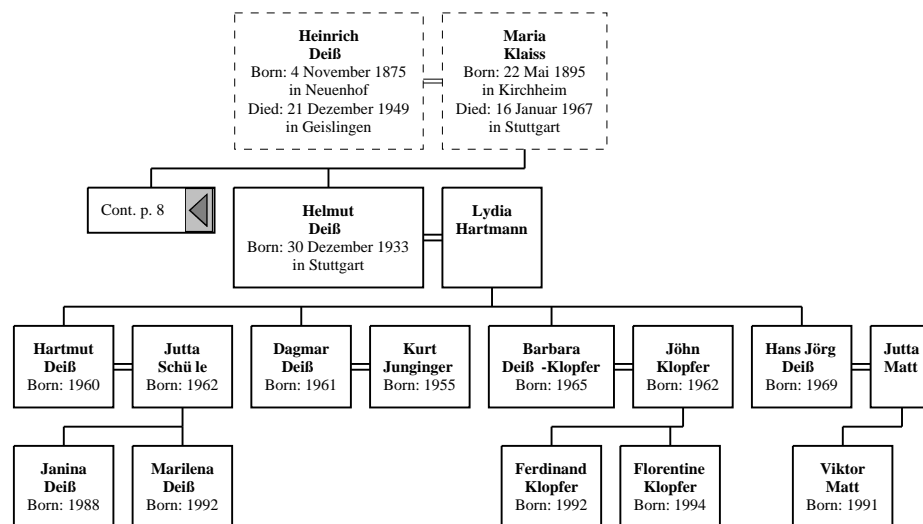 Heinrich
Deiß
Born: 4 November 1875
in Neuenhof
Died: 21 Dezember 1949
in Geislingen
Maria
Klaiss
Born: 22 Mai 1895
in Kirchheim
Died: 16 Januar 1967
in Stuttgart
Cont. p. 8
Helmut
Deiß
Born: 30 Dezember 1933
in Stuttgart
Lydia
Hartmann
Hartmut
Deiß
Born: 1960
Jutta
Schü le
Born: 1962
Dagmar
Deiß
Born: 1961
Kurt
Junginger
Born: 1955
Barbara
Deiß -Klopfer
Born: 1965
Jöhn
Klopfer
Born: 1962
Hans Jörg
Deiß
Born: 1969
Jutta
Matt
Janina
Deiß
Born: 1988
Marilena
Deiß
Born: 1992
Ferdinand
Klopfer
Born: 1992
Florentine
Klopfer
Born: 1994
Viktor
Matt
Born: 1991